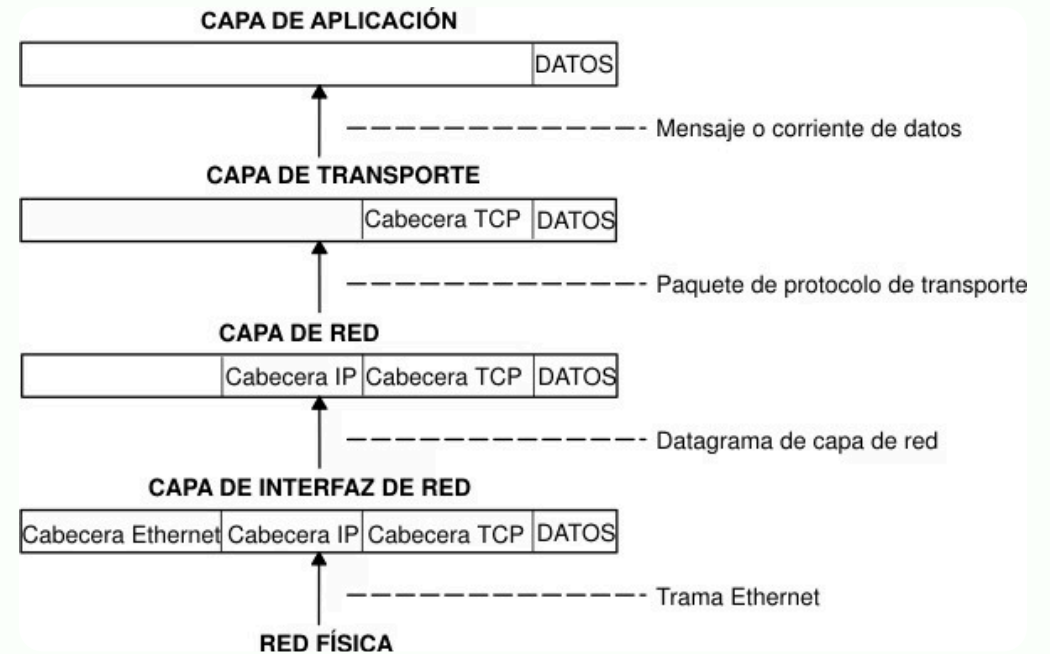 CAPA DE APLICACIÓN
DATOS
Mensaje o corriente de datos
CAPA DE TRANSPORTE
Cabecera TCP DATOS
Paquete de protocolo de transporte
CAPA DE RED
Cabecera IP Cabecera TCP DATOS
Datagrama de capa de red
CAPA DE INTERFAZ DE RED
Cabecera Ethernet Cabecera IP Cabecera TCP DATOS
Trama Ethernet
RED FÍSICA